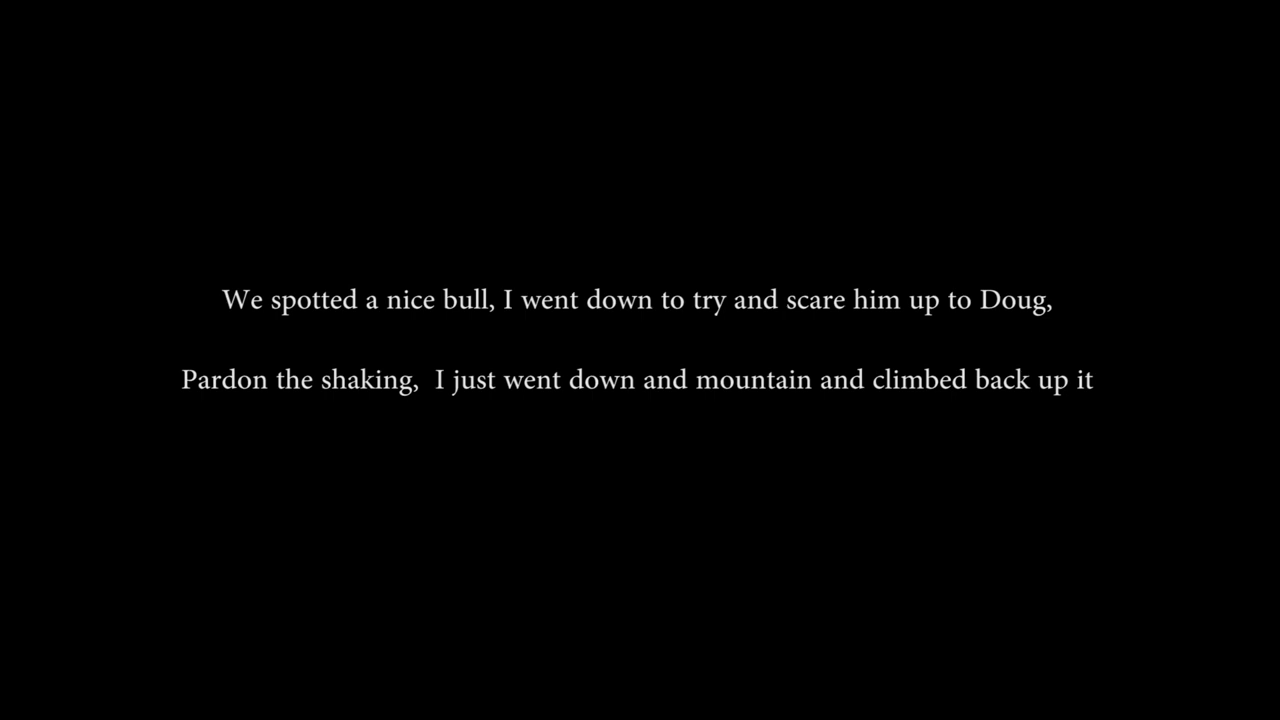 We spotted a nice bull, I went down to try and scare him up to Doug,
Pardon the shaking,  I just went down and mountain and climbed back up it